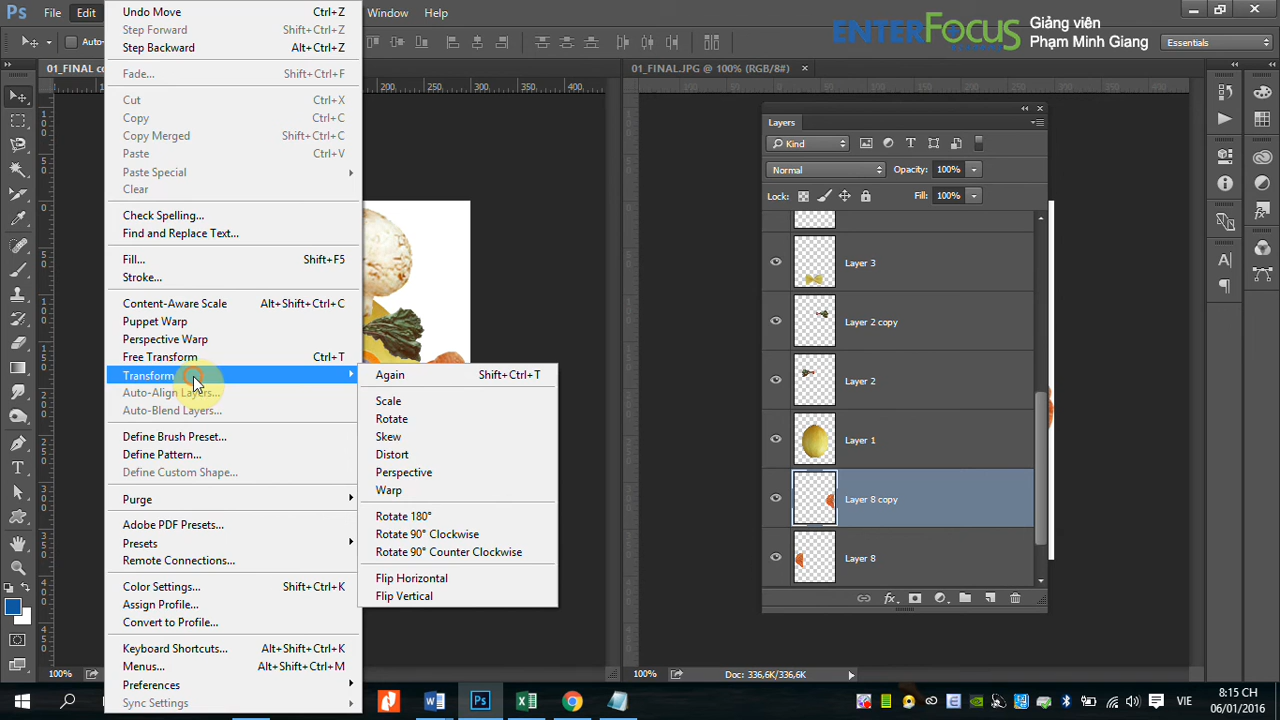 Ps File Edit Window Help
ENTERFOCUS
Giảng viên
Phạm Minh Giang
Auto-
Essentials
01_FINAL co
01_FINAL.JPG @ 100% (RGB/8#) ×
Undo Move Ctrl+Z
Step Forward Shift+Ctrl+Z
Step Backward Alt+Ctrl+Z
Fade... Shift+Ctrl+F
Cut Ctrl+X
Copy Ctrl+C
Copy Merged Shift+Ctrl+C
Paste Ctrl+V
Paste Special
Clear
Check Spelling...
Find and Replace Text...
Fill... Shift+F5
Stroke...
Content-Aware Scale Alt+Shift+Ctrl+C
Puppet Warp
Perspective Warp
Free Transform Ctrl+T
Transform
Auto-Align Layers...
Auto-Blend Layers...
Define Brush Preset...
Define Pattern...
Define Custom Shape...
Purge
Adobe PDF Presets...
Presets
Remote Connections...
Color Settings... Shift+Ctrl+K
Assign Profile...
Convert to Profile...
Keyboard Shortcuts... Alt+Shift+Ctrl+K
Menus... Alt+Shift+Ctrl+M
Preferences
Sync Settings
Again Shift+Ctrl+T
Scale
Rotate
Skew
Distort
Perspective
Warp
Rotate 180°
Rotate 90° Clockwise
Rotate 90° Counter Clockwise
Flip Horizontal
Flip Vertical
200 250 300 350 400
Layers
Kind
Normal Opacity: 100%
Lock: Fill: 100%
Layer 3
Layer 2 copy
Layer 2
Layer 1
Layer 8 copy
Layer 8
100%
100% Doc: 336,6K/336,6K
VIE
8:15 CH
06/01/2016